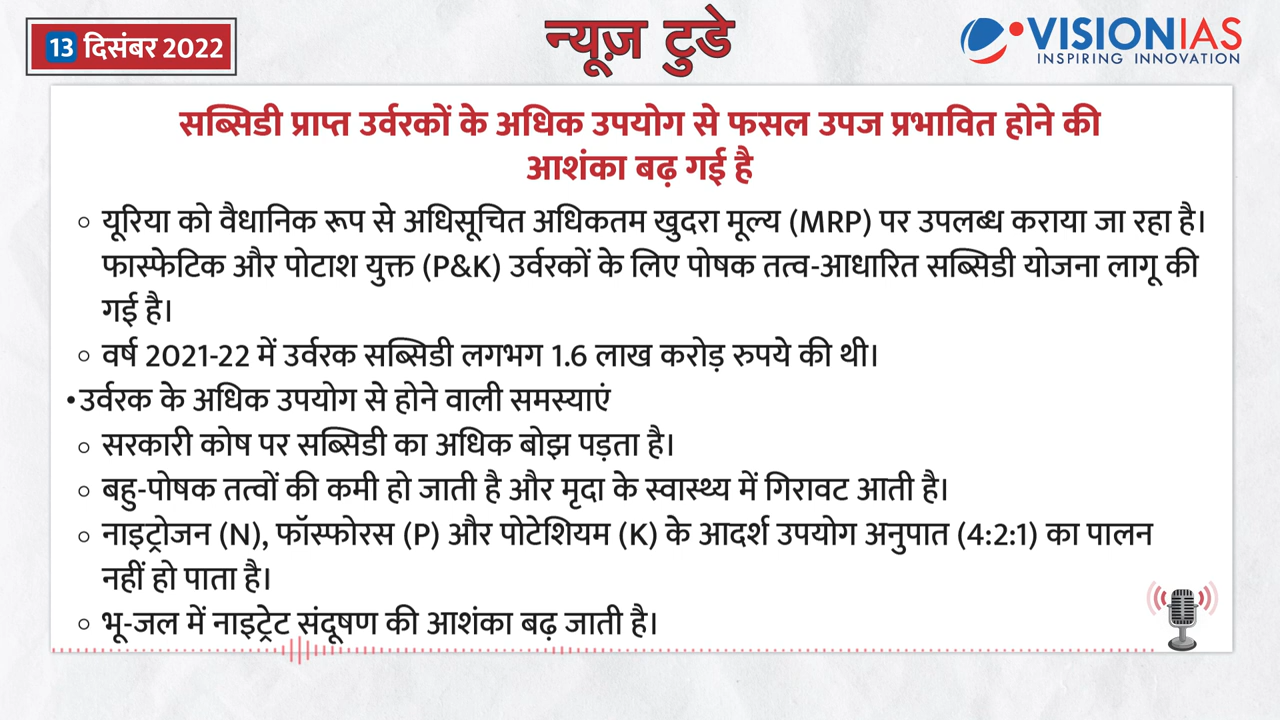 13 दिसंबर 2022
न्यूज़ टुडे
VISIONIAS
INSPIRING INNOVATION
सब्सिडी प्राप्त उर्वरकों के अधिक उपयोग से फसल उपज प्रभावित होने की
आशंका बढ़ गई है
○ यूरिया को वैधानिक रूप से अधिसूचित अधिकतम खुदरा मूल्य (MRP) पर उपलब्ध कराया जा रहा है।
फास्फेटिक और पोटाश युक्त (P&K) उर्वरकों के लिए पोषक तत्व-आधारित सब्सिडी योजना लागू की
गई है।
○ वर्ष 2021-22 में उर्वरक सब्सिडी लगभग 1.6 लाख करोड़ रुपये की थी।
•उर्वरक के अधिक उपयोग से होने वाली समस्याएं
○ सरकारी कोष पर सब्सिडी का अधिक बोझ पड़ता है।
○ बहु-पोषक तत्वों की कमी हो जाती है और मृदा के स्वास्थ्य में गिरावट आती है।
○ नाइट्रोजन (N), फॉस्फोरस (P) और पोटेशियम (K) के आदर्श उपयोग अनुपात (4:2:1) का पालन
नहीं हो पाता है।
○ भू-जल में नाइट्रेट संदूषण की आशंका बढ़ जाती है।